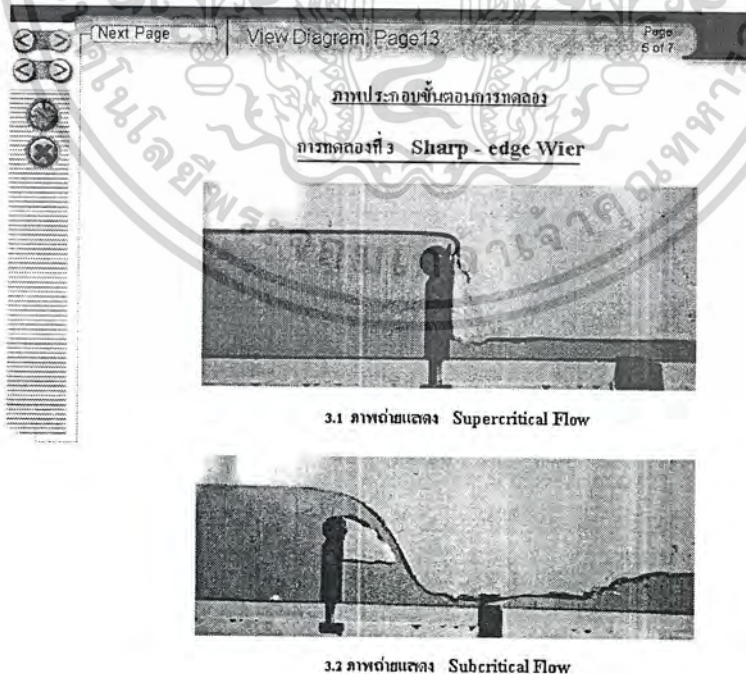 Next Page
View Diagram Page13
Page
5 of 7
ภาพประกอบขั้นตอนการทดลอง
การทดลองที่ 3 Sharp - edge Wier
3.1 ภาพถ่ายแสดง Supercritical Flow
3.2 ภาพถ่ายแสดง Subcritical Flow